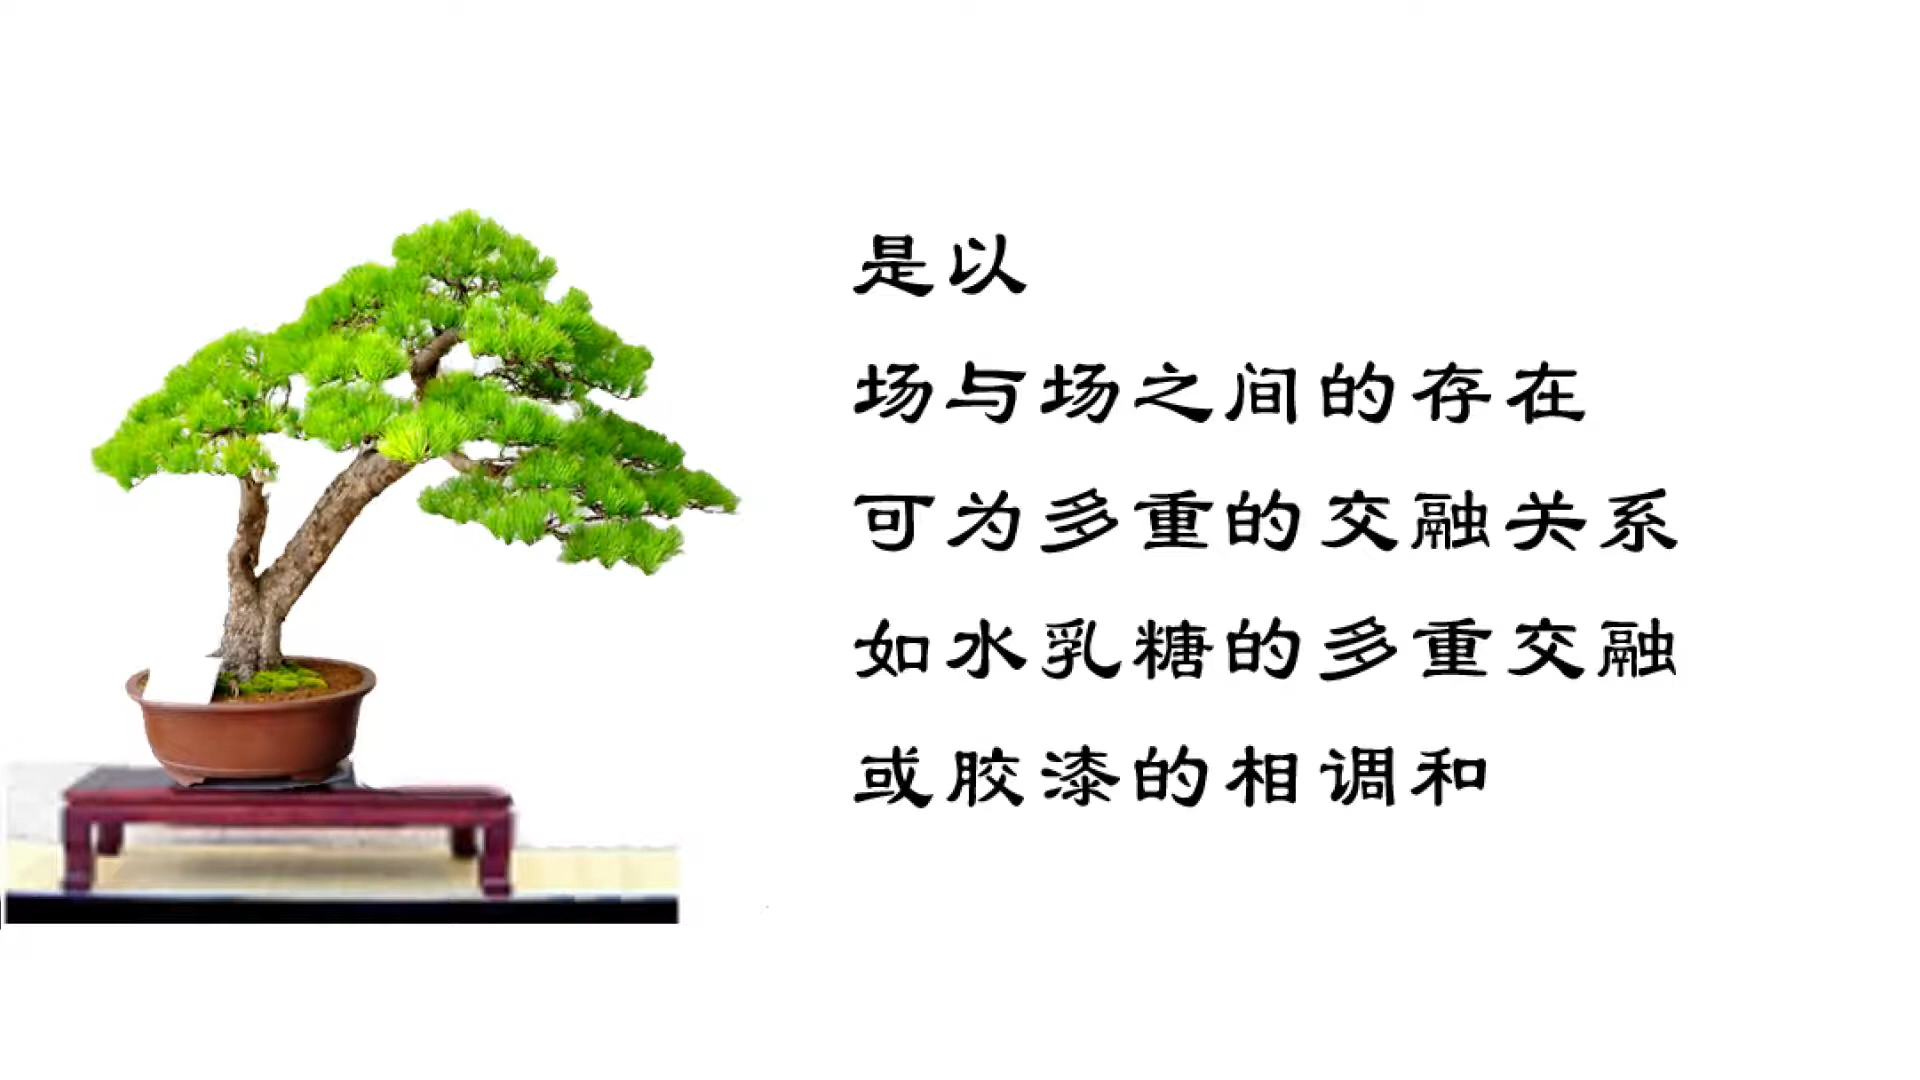 是以
场与场之间的存在
可为多重的交融关系
如水乳糖的多重交融
或胶漆的相调和